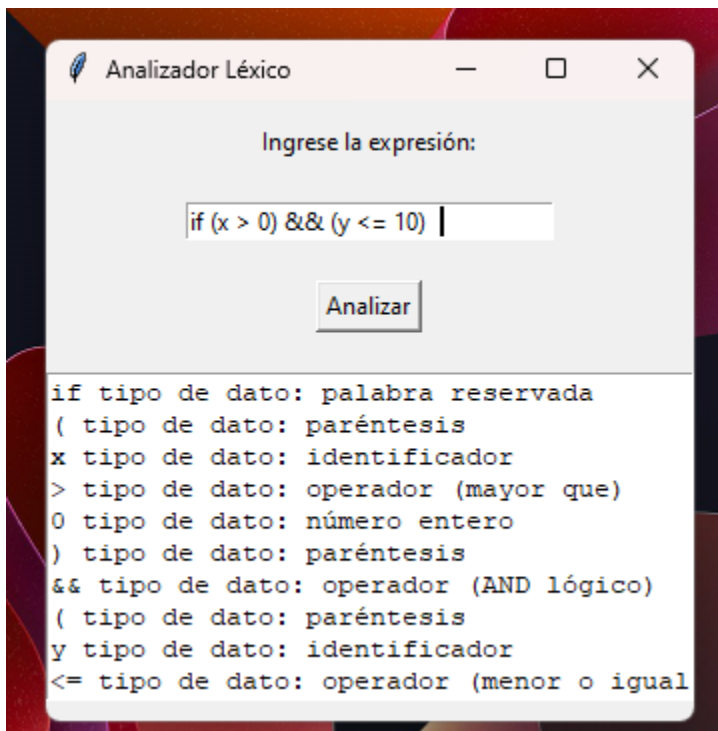 Analizador Léxico
Ingrese la expresión:
if (x > 0) && (y <= 10)
Analizar
if tipo de dato: palabra reservada
( tipo de dato: paréntesis
x tipo de dato: identificador
> tipo de dato: operador (mayor que)
0 tipo de dato: número entero
) tipo de dato: paréntesis
&& tipo de dato: operador (AND lógico)
( tipo de dato: paréntesis
y tipo de dato: identificador
<= tipo de dato: operador (menor o igual